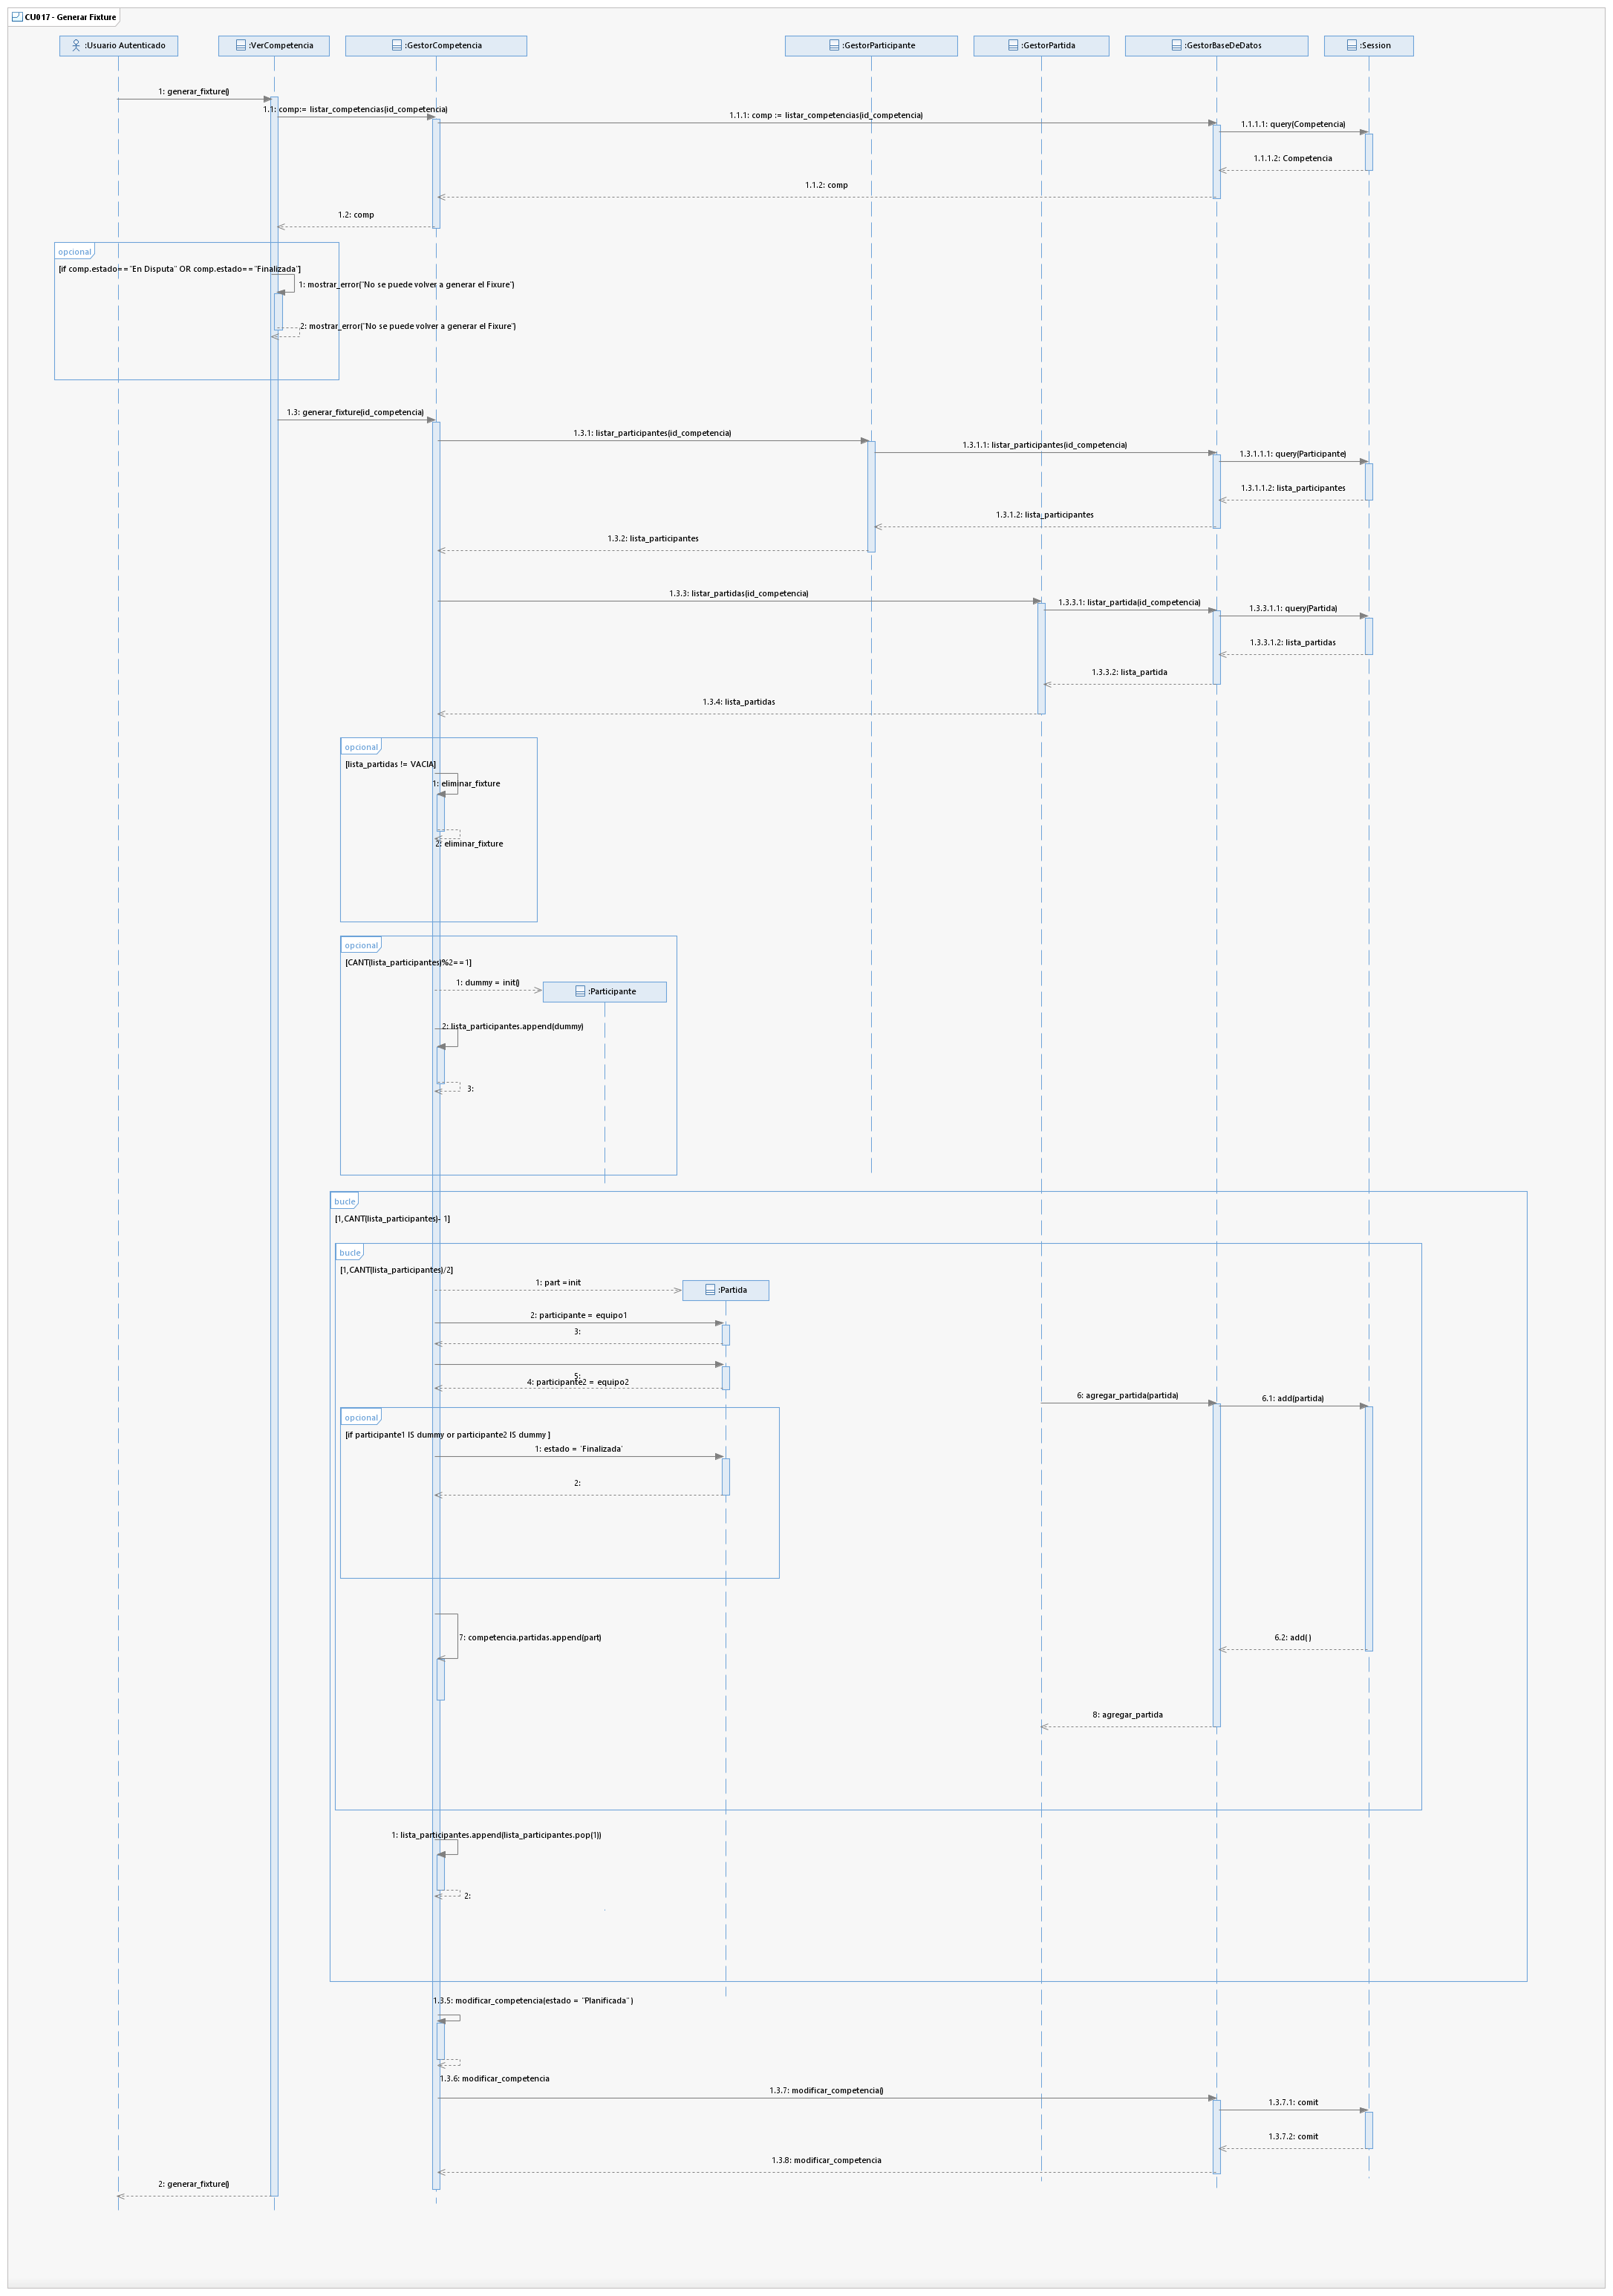 CU017 - Generar Fixture
:Usuario Autenticado
:VerCompetencia
:GestorCompetencia
:GestorParticipante
:GestorPartida
:GestorBaseDeDatos
:Session
1: generar_fixture()
1.1: comp:= listar_competencias(id_competencia)
1.1.1: comp := listar_competencias(id_competencia)
1.1.1.1: query(Competencia)
1.1.1.2: Competencia
1.1.2: comp
1.2: comp
opcional
[if comp.estado=="En Disputa" OR comp.estado=="Finalizada"]
1: mostrar_error("No se puede volver a generar el Fixure")
2: mostrar_error("No se puede volver a generar el Fixure")
1.3: generar_fixture(id_competencia)
1.3.1: listar_participantes(id_competencia)
1.3.1.1: listar_participantes(id_competencia)
1.3.1.1.1: query(Participante)
1.3.1.1.2: lista_participantes
1.3.1.2: lista_participantes
1.3.2: lista_participantes
1.3.3: listar_partidas(id_competencia)
1.3.3.1: listar_partida(id_competencia)
1.3.3.1.1: query(Partida)
1.3.3.1.2: lista_partidas
1.3.3.2: lista_partida
1.3.4: lista_partidas
opcional
[lista_partidas != VACIA]
1: eliminar_fixture
2: eliminar_fixture
opcional
[CANT(lista_participantes)%2==1]
1: dummy = init()
:Participante
2: lista_participantes.append(dummy)
3:
bucle
[1,CANT(lista_participantes)- 1]
bucle
[1,CANT(lista_participantes)/2]
1: part =init
:Partida
2: participante = equipo1
3:
5:
4: participante2 = equipo2
6: agregar_partida(partida)
6.1: add(partida)
opcional
[if participante1 IS dummy or participante2 IS dummy ]
1: estado = 'Finalizada'
2:
7: competencia.partidas.append(part)
6.2: add( )
8: agregar_partida
1: lista_participantes.append(lista_participantes.pop(1))
2:
1.3.5: modificar_competencia(estado = "Planificada" )
1.3.6: modificar_competencia
1.3.7: modificar_competencia()
1.3.7.1: comit
1.3.7.2: comit
1.3.8: modificar_competencia
2: generar_fixture()